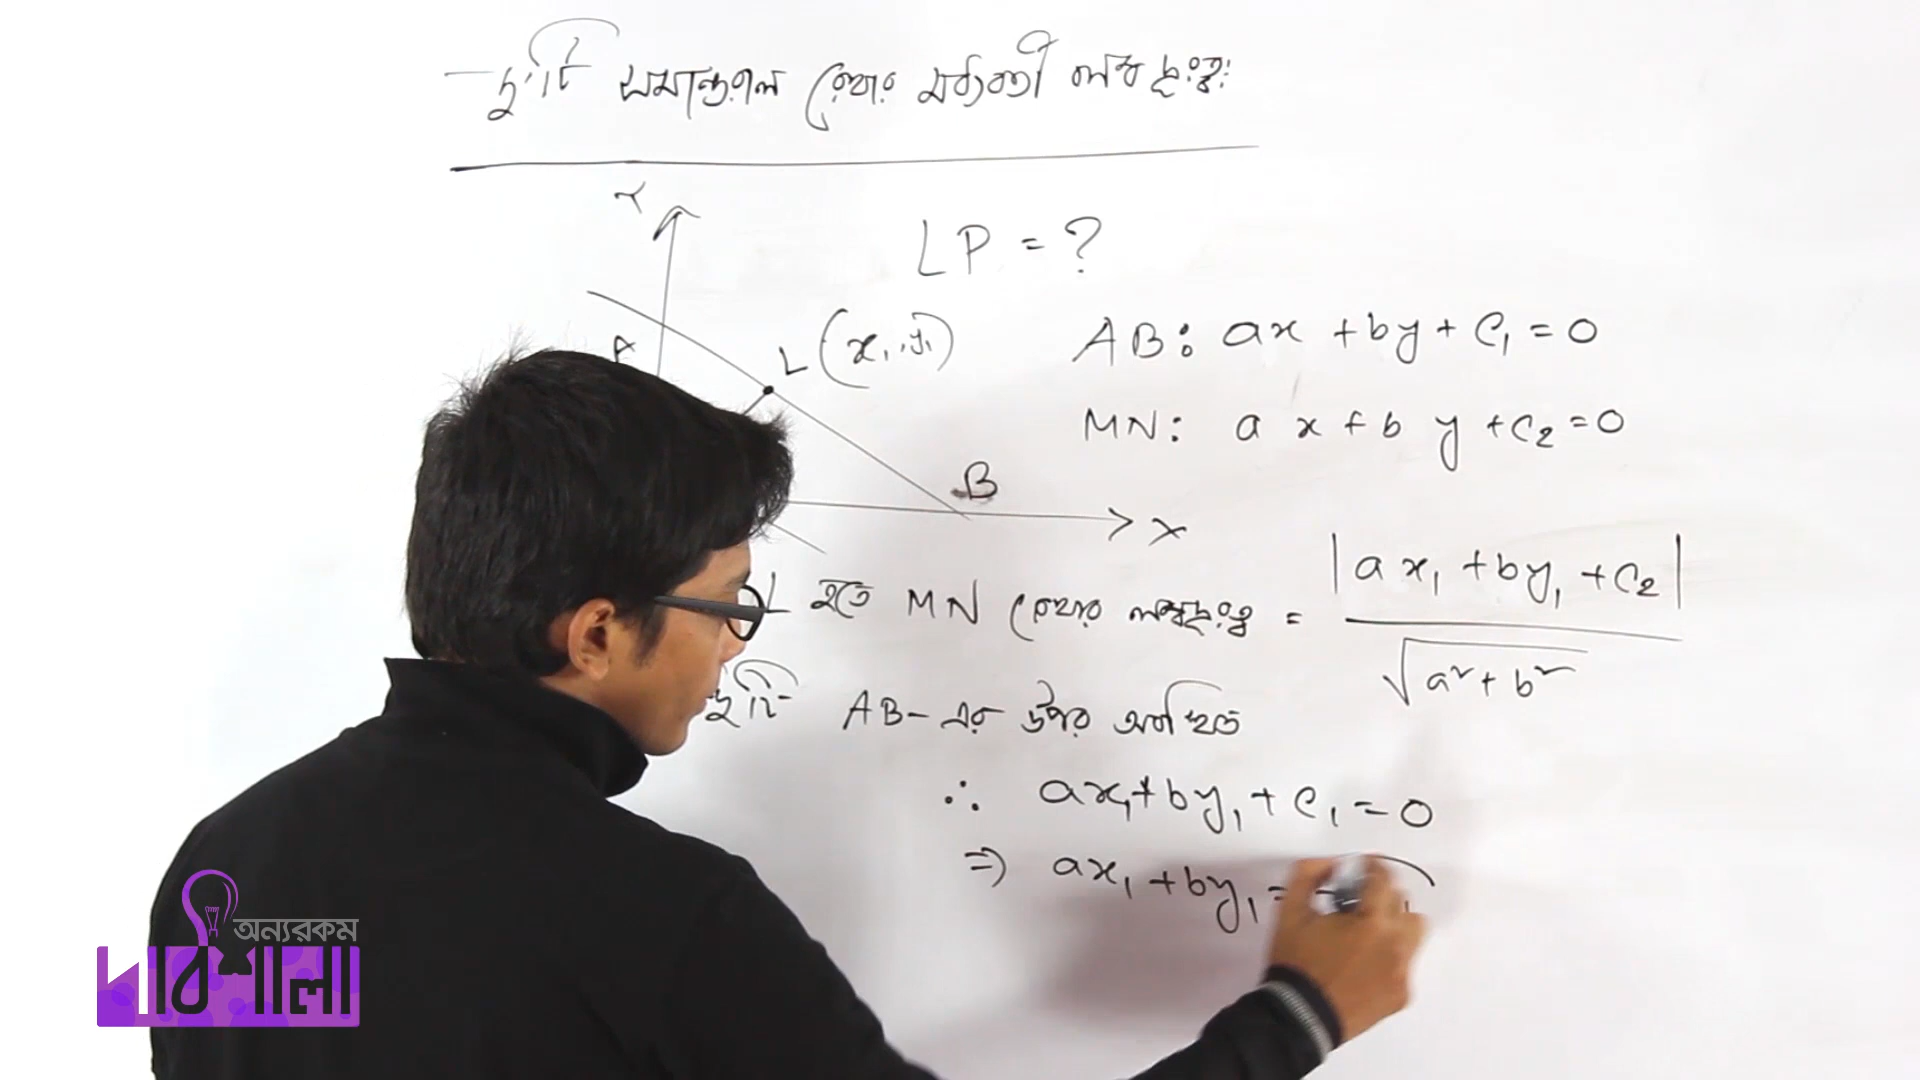 দুটি সমান্তরাল রেখার মধ্যবর্তী লম্ব দূরত্বঃ
Y
LP = ?
A
L (x₁, y₁)
AB: ax + by + c₁ = 0
MN: ax + by + c₂ = 0
B
X
L হতে MN রেখার লম্বদূরত্ব = |ax₁ + by₁ + c₂| / √(a² + b²)
AB-এর উপর অবস্থিত
∴ ax₁ + by₁ + c₁ = 0
⇒ ax₁ + by₁ =
অন্যরকম
পাঠশালা